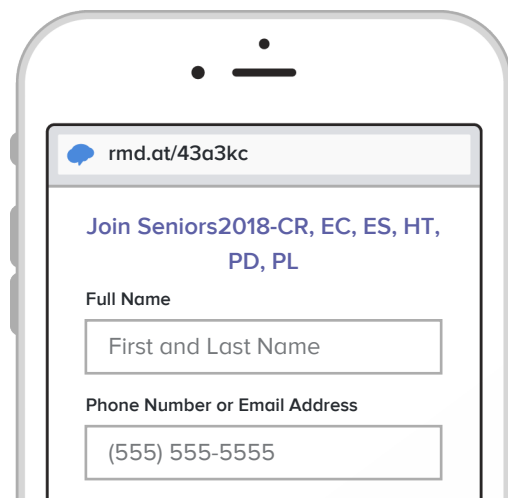 rmd.at/43a3kc
Join Seniors2018-CR, EC, ES, HT,
PD, PL
Full Name
First and Last Name
Phone Number or Email Address
(555) 555-5555